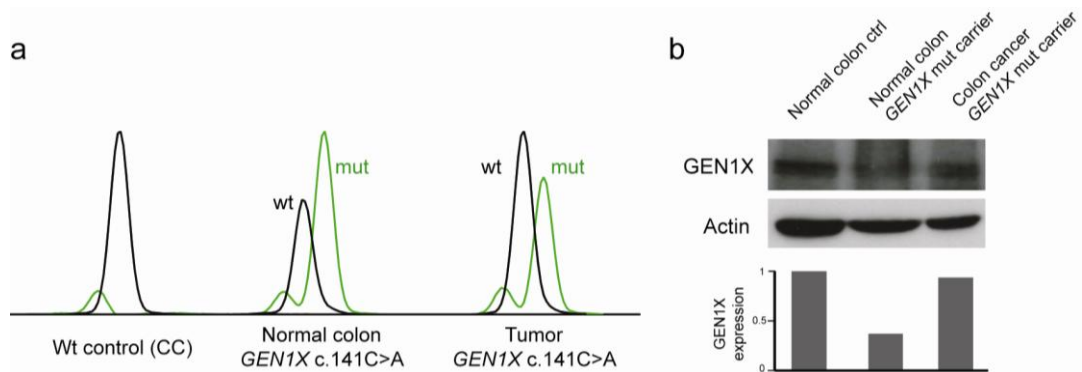 a
wt
mut
wt
mut
Wt control (CC)
Normal colon
GEN1X c.141C>A
Tumor
GEN1X c.141C>A
b
Normal colon ctrl
Normal colon
GEN1X mut carrier
Colon cancer
GEN1X mut carrier
GEN1X
Actin
GEN1X
expression
1
0.5
0